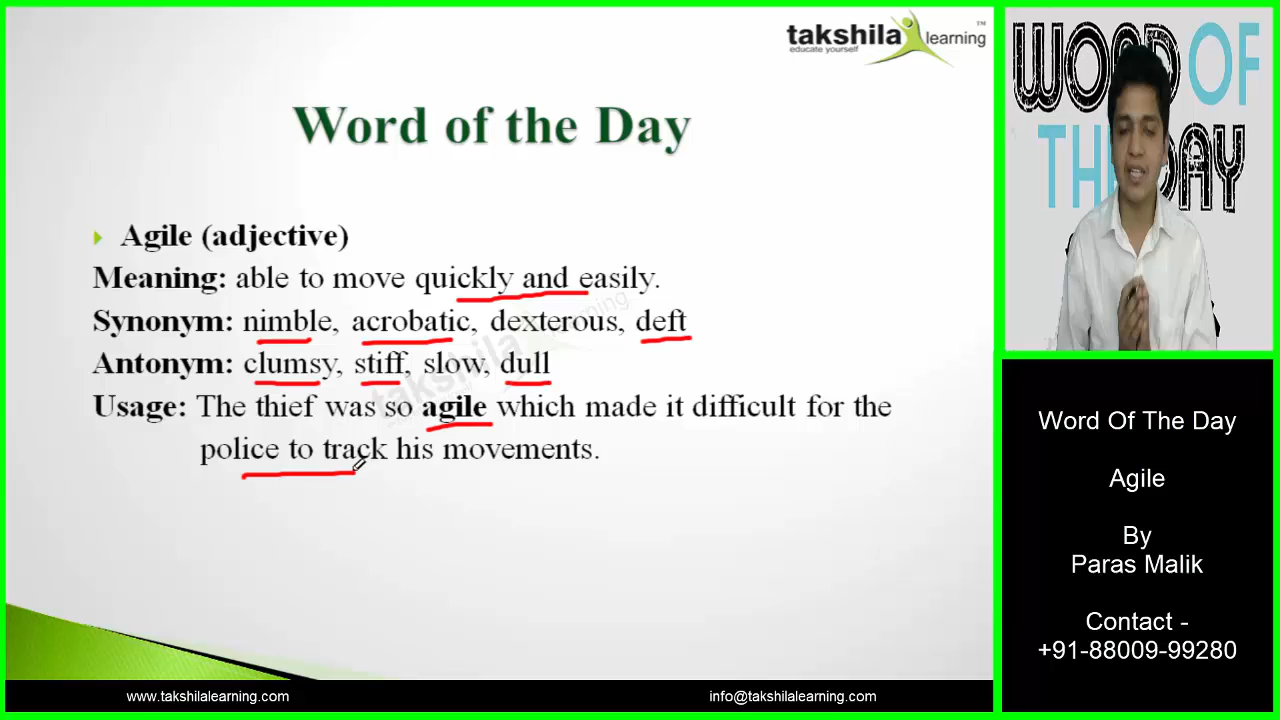 takshila learning™
educate yourself
Word of the Day
Agile (adjective)
Meaning: able to move quickly and easily.
Synonym: nimble, acrobatic, dexterous, deft
Antonym: clumsy, stiff, slow, dull
Usage: The thief was so agile which made it difficult for the
police to track his movements.
takshila learning
www.takshilalearning.com
info@takshilalearning.com
WORD OF
THE DAY
Word Of The Day
Agile
By
Paras Malik
Contact -
+91-88009-99280